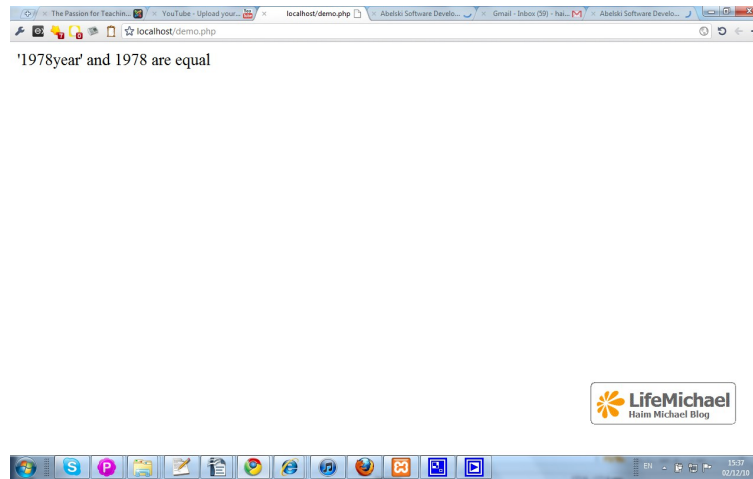 The Passion for Teachin...
YouTube - Upload your...
localhost/demo.php
Abelski Software Develo...
Gmail - Inbox (59) - hai...
Abelski Software Develo...
localhost/demo.php
'1978year' and 1978 are equal
LifeMichael
Haim Michael Blog
EN
15:37
02/12/10